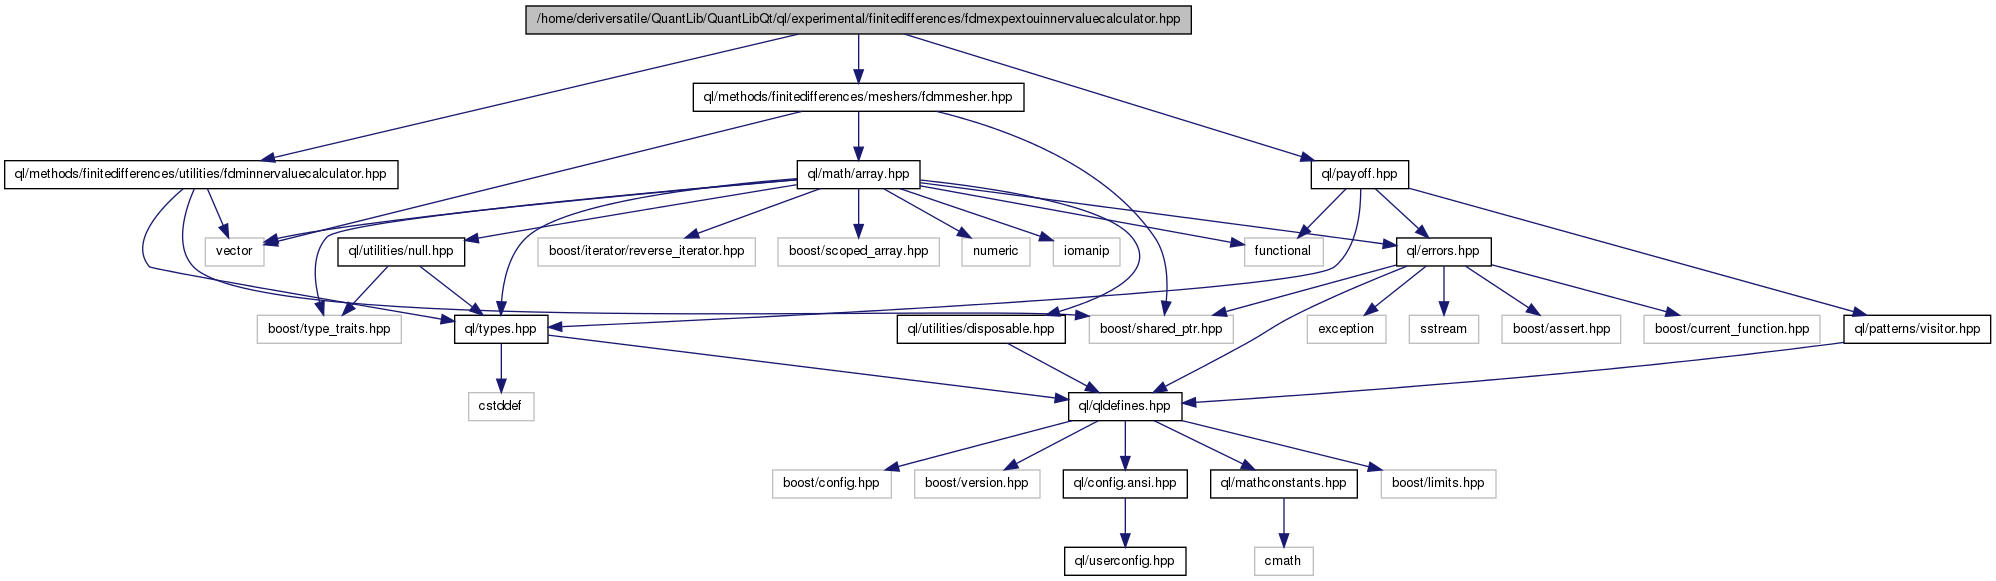 /home/deriversatile/QuantLib/QuantLibQt/ql/experimental/finitedifferences/fdmexpextouinnervaluecalculator.hpp
ql/methods/finitedifferences/meshers/fdmmesher.hpp
ql/methods/finitedifferences/utilities/fdminnervaluecalculator.hpp
ql/math/array.hpp
ql/payoff.hpp
vector
ql/utilities/null.hpp
boost/iterator/reverse_iterator.hpp
boost/scoped_array.hpp
numeric
iomanip
functional
ql/errors.hpp
boost/type_traits.hpp
ql/types.hpp
ql/utilities/disposable.hpp
boost/shared_ptr.hpp
exception
sstream
boost/assert.hpp
boost/current_function.hpp
ql/patterns/visitor.hpp
cstddef
ql/qldefines.hpp
boost/config.hpp
boost/version.hpp
ql/config.ansi.hpp
ql/mathconstants.hpp
boost/limits.hpp
ql/userconfig.hpp
cmath